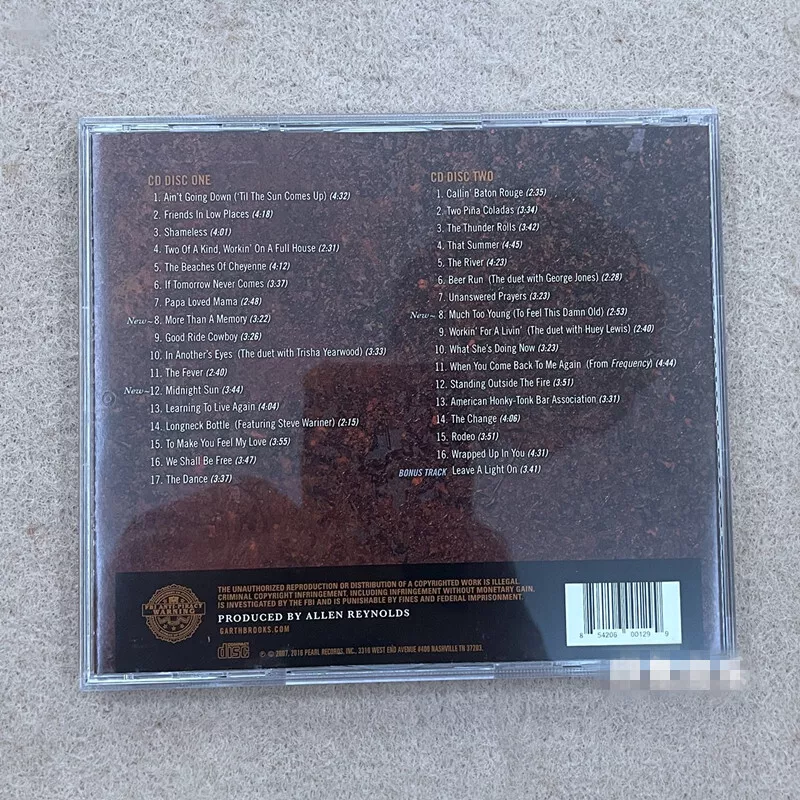 CD DISC ONE
1. Ain't Going Down ('Til The Sun Comes Up) (4:32)
2. Friends In Low Places (4:18)
3. Shameless (4:01)
4. Two Of A Kind, Workin' On A Full House (2:31)
5. The Beaches Of Cheyenne (4:12)
6. If Tomorrow Never Comes (3:37)
7. Papa Loved Mama (2:48)
New~ 8. More Than A Memory (3:22)
9. Good Ride Cowboy (3:26)
10. In Another's Eyes (The duet with Trisha Yearwood) (3:33)
11. The Fever (2:40)
New~ 12. Midnight Sun (3:44)
13. Learning To Live Again (4:04)
14. Longneck Bottle (Featuring Steve Wariner) (2:15)
15. To Make You Feel My Love (3:55)
16. We Shall Be Free (3:47)
17. The Dance (3:37)
CD DISC TWO
1. Callin' Baton Rouge (2:35)
2. Two Piña Coladas (3:34)
3. The Thunder Rolls (3:42)
4. That Summer (4:45)
5. The River (4:23)
6. Beer Run (The duet with George Jones) (2:28)
7. Unanswered Prayers (3:23)
New~ 8. Much Too Young (To Feel This Damn Old) (2:53)
9. Workin' For A Livin' (The duet with Huey Lewis) (2:40)
10. What She's Doing Now (3:23)
11. When You Come Back To Me Again (From Frequency) (4:44)
12. Standing Outside The Fire (3:51)
13. American Honky-Tonk Bar Association (3:31)
14. The Change (4:06)
15. Rodeo (3:51)
16. Wrapped Up In You (4:31)
BONUS TRACK Leave A Light On (3.41)
FBI ANTI-PIRACY
WARNING
THE UNAUTHORIZED REPRODUCTION OR DISTRIBUTION OF A COPYRIGHTED WORK IS ILLEGAL.
CRIMINAL COPYRIGHT INFRINGEMENT, INCLUDING INFRINGEMENT WITHOUT MONETARY GAIN,
IS INVESTIGATED BY THE FBI AND IS PUNISHABLE BY FINES AND FEDERAL IMPRISONMENT.
PRODUCED BY ALLEN REYNOLDS
GARTHBROOKS.COM
COMPACT
disc
℗ © 2007, 2016 PEARL RECORDS, INC., 3310 WEST END AVENUE #400 NASHVILLE TN 37203.
8 54206 00129 9